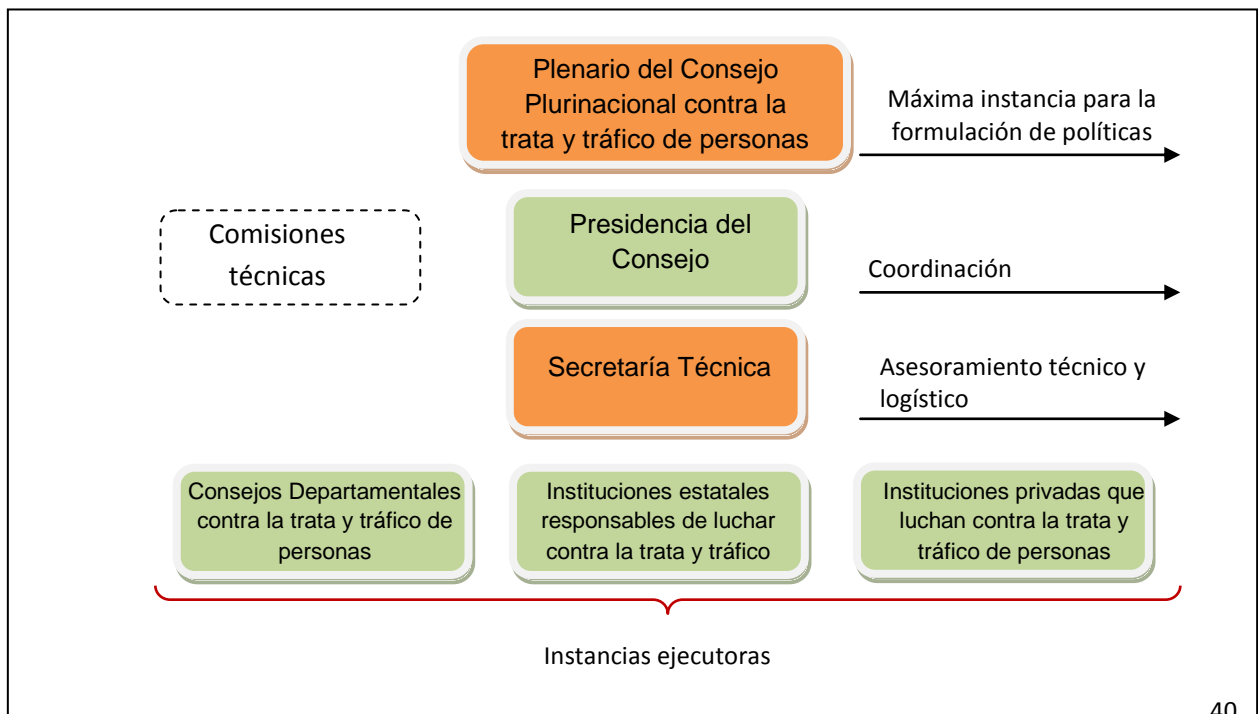 Plenario del Consejo
Plurinacional contra la
trata y tráfico de personas
Máxima instancia para la
formulación de políticas
Comisiones
técnicas
Presidencia del
Consejo
Coordinación
Secretaría Técnica
Asesoramiento técnico y
logístico
Consejos Departamentales
contra la trata y tráfico de
personas
Instituciones estatales
responsables de luchar
contra la trata y tráfico
Instituciones privadas que
luchan contra la trata y
tráfico de personas
Instancias ejecutoras
40